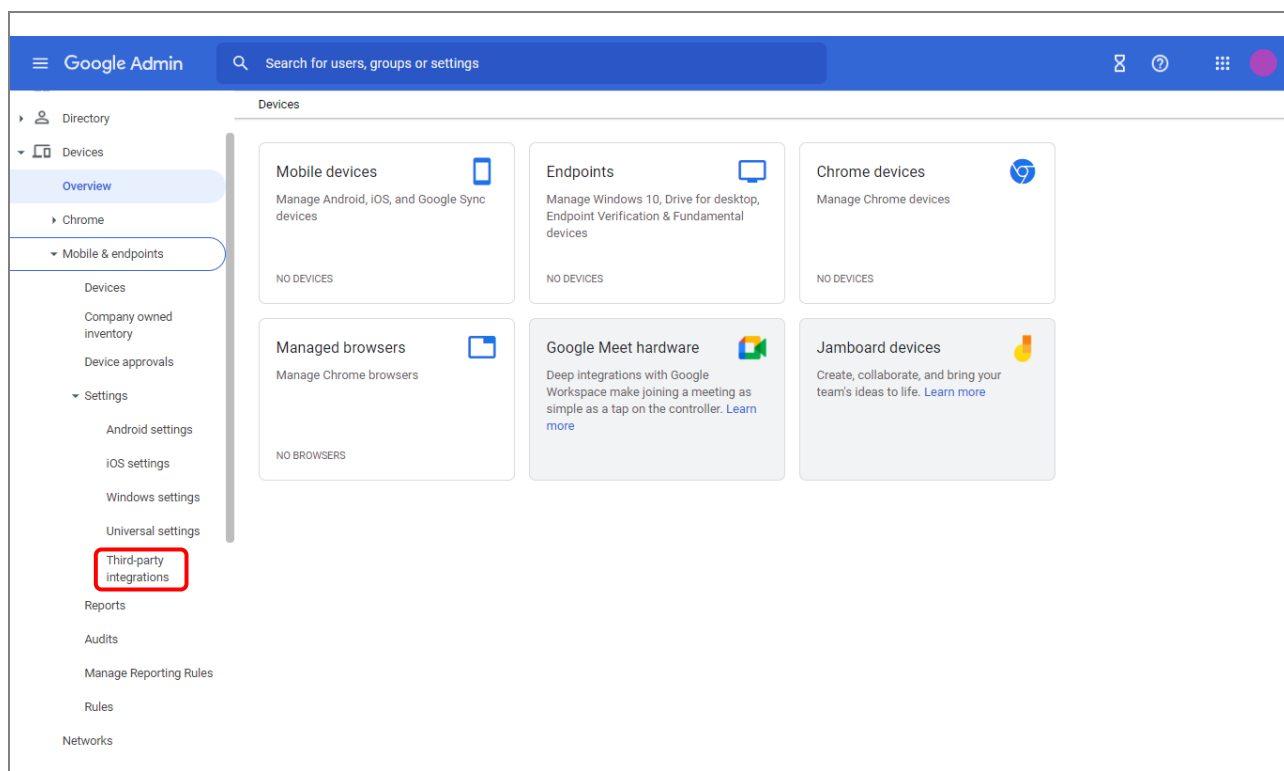 Google Admin
Search for users, groups or settings
Directory
Devices
Overview
Chrome
Mobile & endpoints
Devices
Company owned
inventory
Device approvals
Settings
Android settings
iOS settings
Windows settings
Universal settings
Third-party
integrations
Reports
Audits
Manage Reporting Rules
Rules
Networks
Devices
Mobile devices
Manage Android, iOS, and Google Sync
devices
NO DEVICES
Endpoints
Manage Windows 10, Drive for desktop,
Endpoint Verification & Fundamental
devices
NO DEVICES
Chrome devices
Manage Chrome devices
NO DEVICES
Managed browsers
Manage Chrome browsers
NO BROWSERS
Google Meet hardware
Deep integrations with Google
Workspace make joining a meeting as
simple as a tap on the controller. Learn
more
Jamboard devices
Create, collaborate, and bring your
team's ideas to life. Learn more